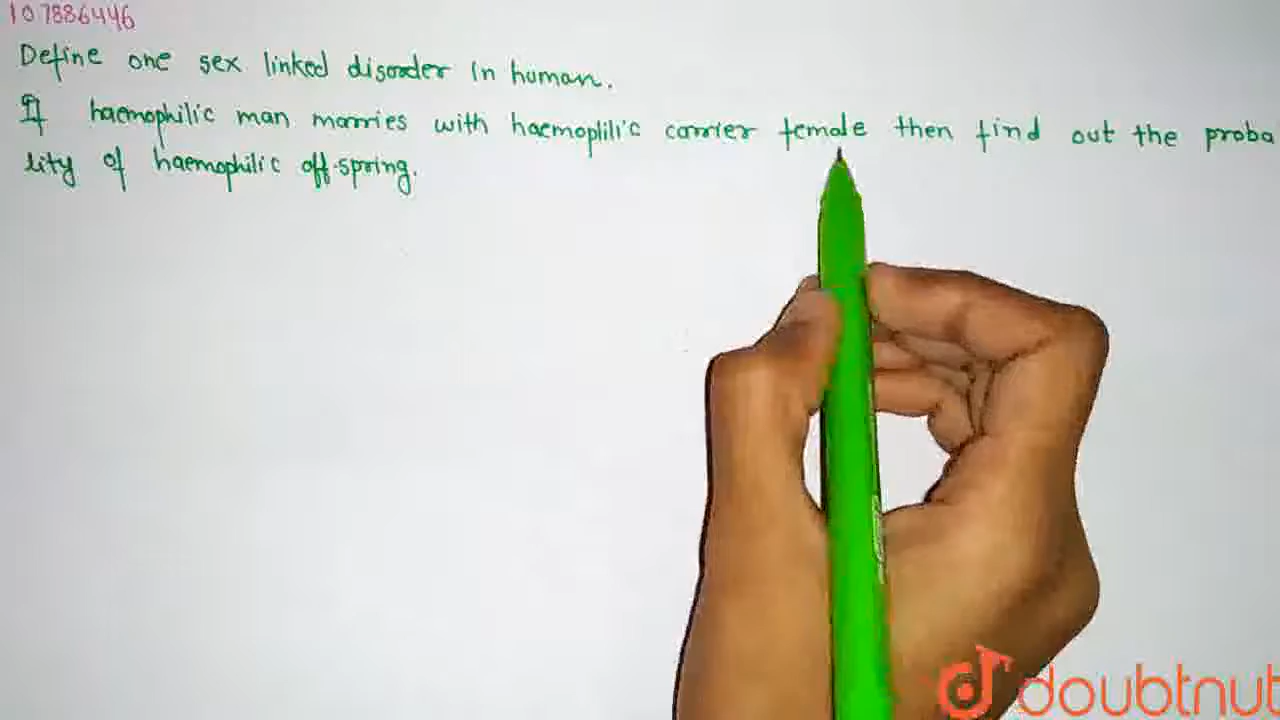 107886446
Define one sex linked disorder in human.
If haemophilic man marries with haemoplilic carrier female then find out the proba
lity of haemophilic off-spring.
doubtnut